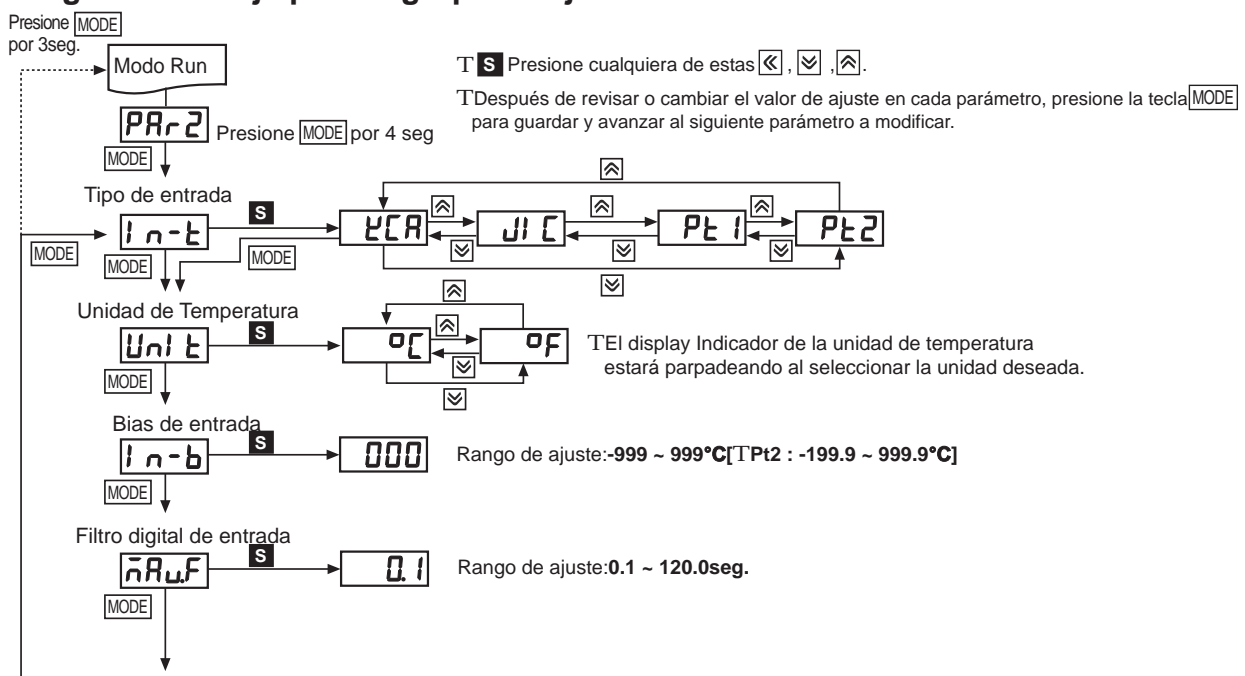 Presione MODE
por 3seg.
Modo Run
T S Presione cualquiera de estas « , , .
TDespués de revisar o cambiar el valor de ajuste en cada parámetro, presione la tecla MODE
para guardar y avanzar al siguiente parámetro a modificar.
PAr2 Presione MODE por 4 seg
MODE
Tipo de entrada
In-t S KCA JIC Pt1 Pt2
MODE MODE MODE
Unidad de Temperatura
UnIt S °C °F
TEl display Indicador de la unidad de temperatura
estará parpadeando al seleccionar la unidad deseada.
MODE
Bias de entrada
In-b S 000 Rango de ajuste:-999 ~ 999°C[TPt2 : -199.9 ~ 999.9°C]
MODE
Filtro digital de entrada
S 0.1 Rango de ajuste:0.1 ~ 120.0seg.
MODE